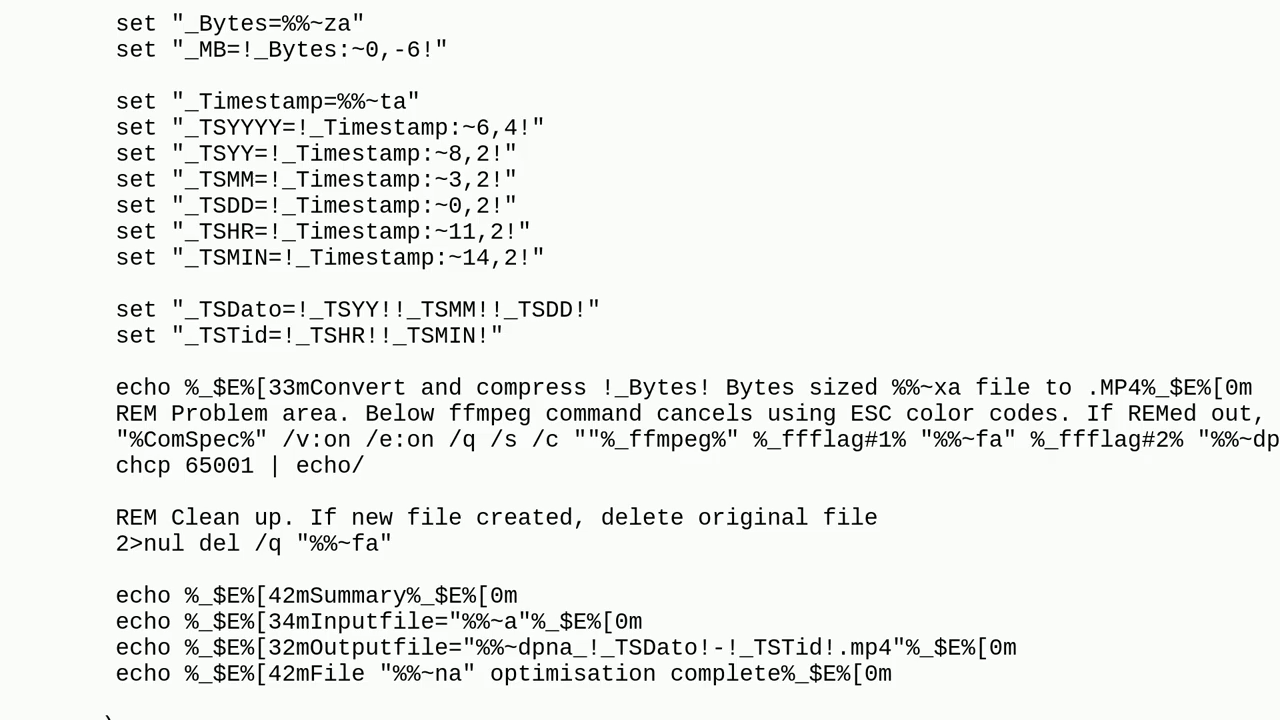 set "_Bytes=%%~za"
set "_MB=!_Bytes:~0,-6!"
set "_Timestamp=%%~ta"
set "_TSYYYY=!_Timestamp:~6,4!"
set "_TSYY=!_Timestamp:~8,2!"
set "_TSMM=!_Timestamp:~3,2!"
set "_TSDD=!_Timestamp:~0,2!"
set "_TSHR=!_Timestamp:~11,2!"
set "_TSMIN=!_Timestamp:~14,2!"
set "_TSDato=!_TSYY!!_TSMM!!_TSDD!"
set "_TSTid=!_TSHR!!_TSMIN!"
echo %_$E%[33mConvert and compress !_Bytes! Bytes sized %%~xa file to .MP4%_$E%[0m
REM Problem area. Below ffmpeg command cancels using ESC color codes. If REMed out,
"%ComSpec%" /v:on /e:on /q /s /c ""%_ffmpeg%" %_ffflag#1% "%%~fa" %_ffflag#2% "%%~dp
chcp 65001 | echo/
REM Clean up. If new file created, delete original file
2>nul del /q "%%~fa"
echo %_$E%[42mSummary%_$E%[0m
echo %_$E%[34mInputfile="%%~a"%_$E%[0m
echo %_$E%[32mOutputfile="%%~dpna_!_TSDato!-!_TSTid!.mp4"%_$E%[0m
echo %_$E%[42mFile "%%~na" optimisation complete%_$E%[0m
)